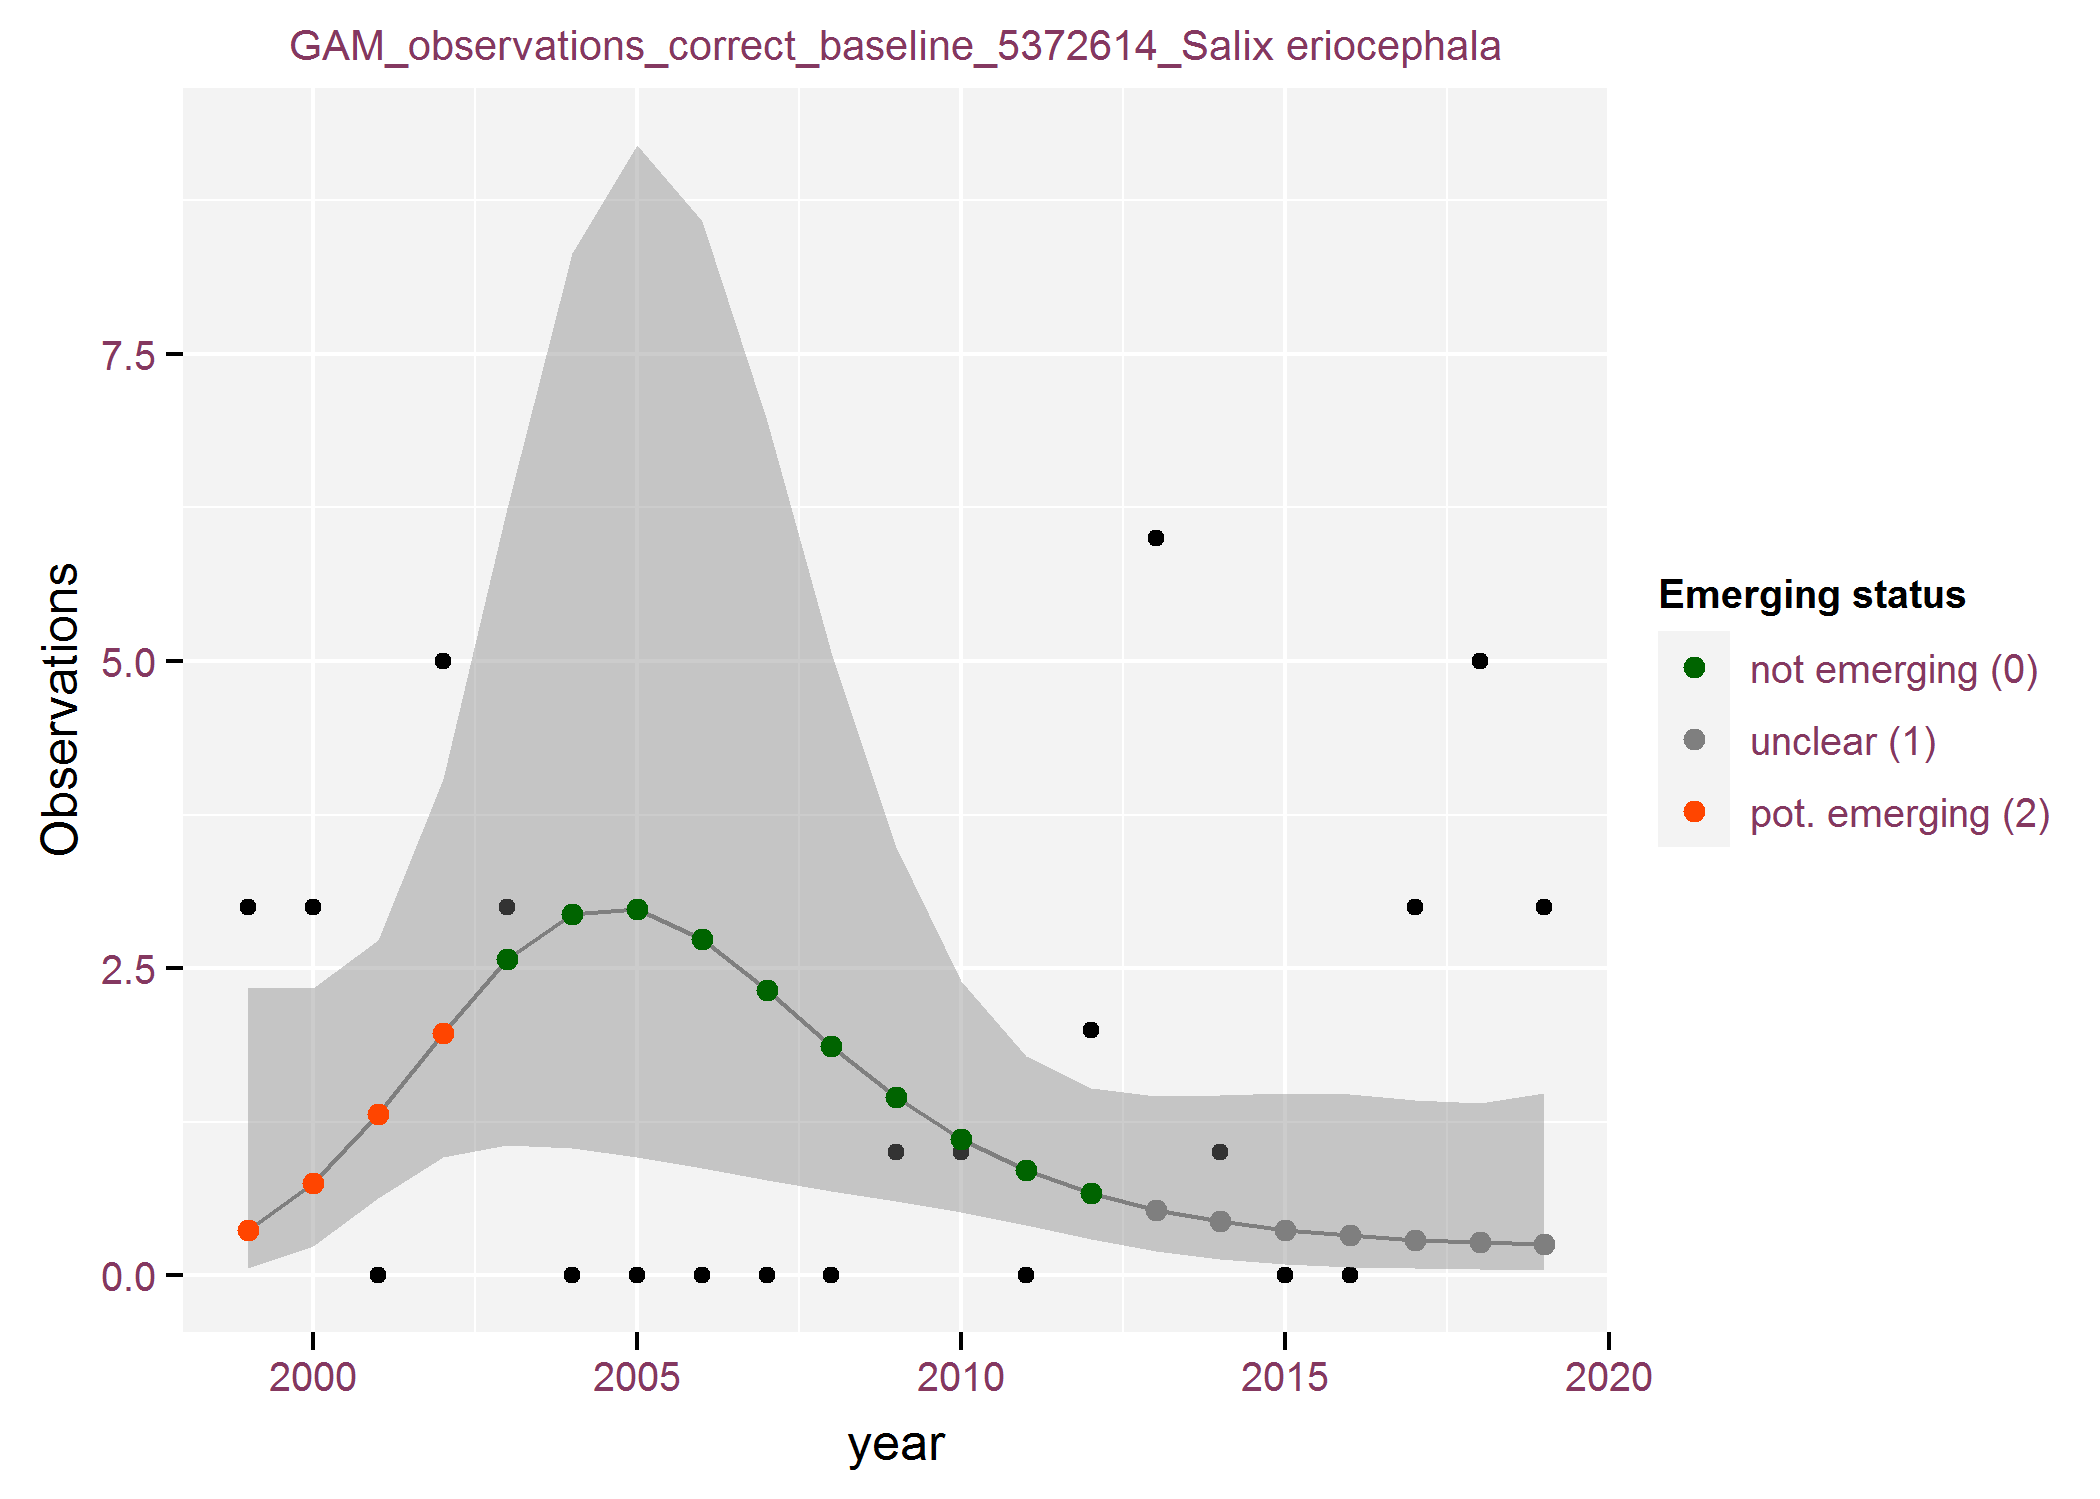 GAM_observations_correct_baseline_5372614_Salix eriocephala
Observations
7.5
5.0
2.5
0.0
2000
2005
2010
2015
2020
year
Emerging status
not emerging (0)
unclear (1)
pot. emerging (2)